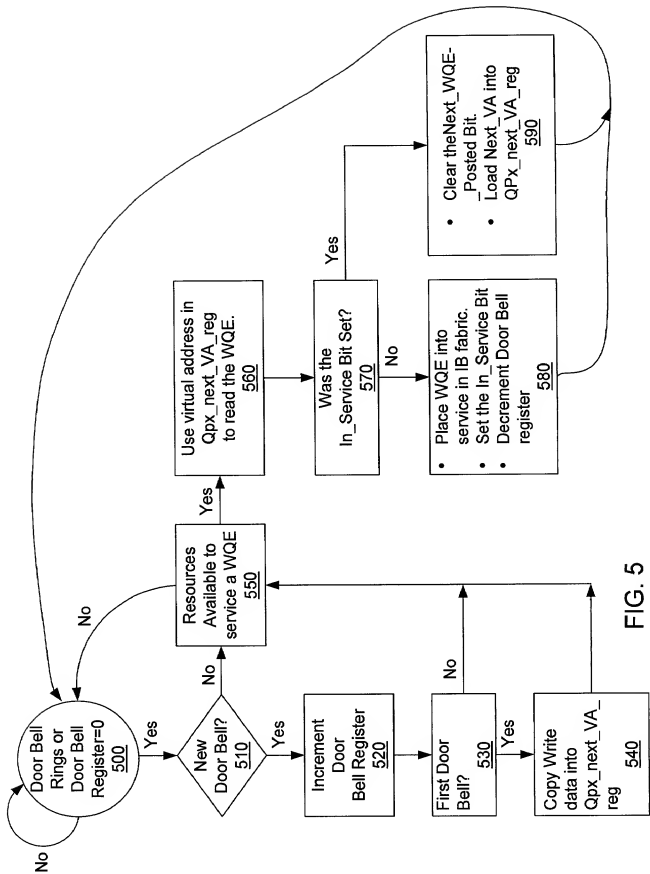 No
Door Bell
Rings or
Door Bell
Register=0
500
Yes
No
New
Door Bell?
510
No
Yes
Increment
Door
Bell Register
520
First Door
Bell?
530
No
Yes
Copy Write
data into
Qpx_next_VA_
reg
540
Resources
Available to
service a WQE
550
Yes
Use virtual address in
Qpx_next_VA_reg
to read the WQE.
560
Was the
In_Service Bit Set?
570
Yes
No
• Place WQE into
service in IB fabric.
• Set the In_Service Bit
• Decrement Door Bell
register
580
• Clear theNext_WQE-
_Posted Bit.
• Load Next_VA into
QPx_next_VA_reg
590
FIG. 5